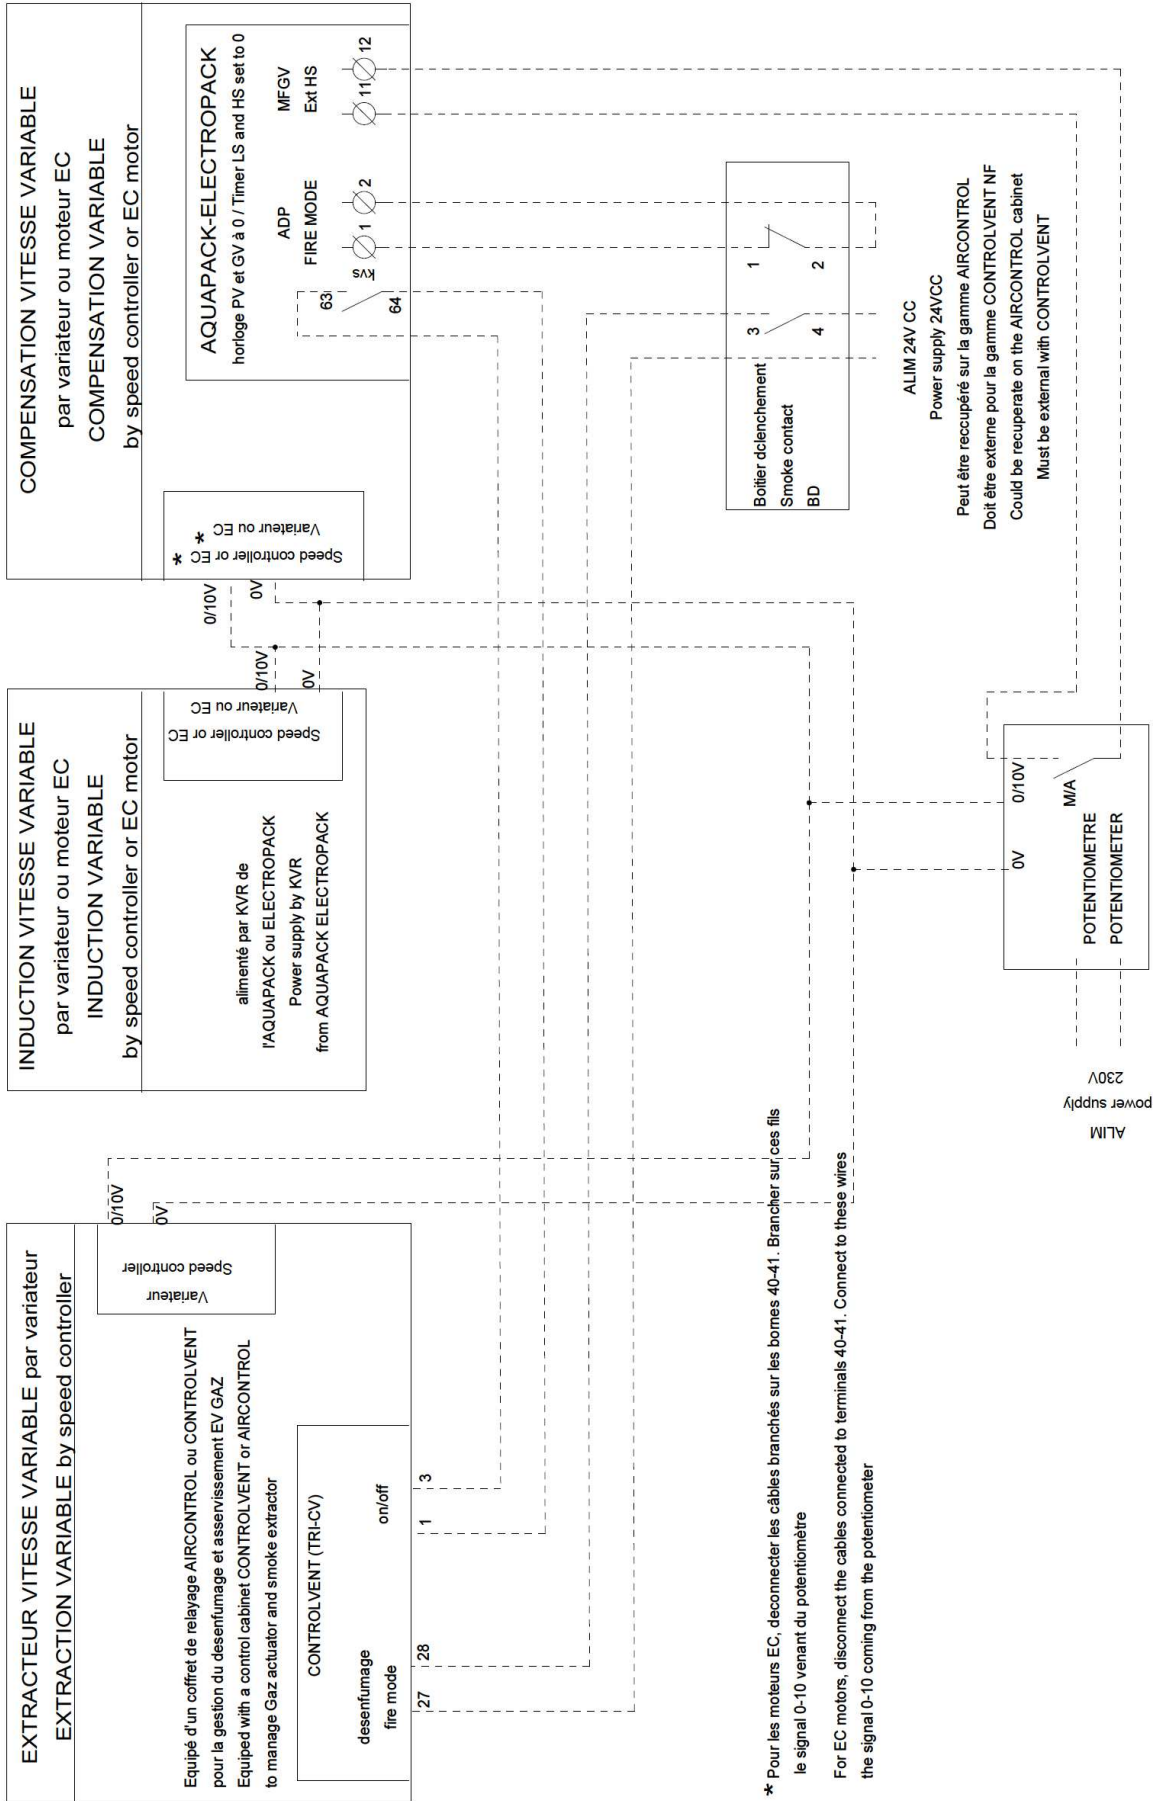 EXTRACTEUR VITESSE VARIABLE par variateur
EXTRACTION VARIABLE by speed controller
0/10V
0V
Variateur
Speed controller
Equipé d'un coffret de relayage AIRCONTROL ou CONTROLVENT
pour la gestion du desenfumage et asservissement EV GAZ
Equiped with a control cabinet CONTROLVENT or AIRCONTROL
to manage Gaz actuator and smoke extractor
CONTROLVENT (TRI-CV)
desenfumage
fire mode
on/off
27
28
1
3
INDUCTION VITESSE VARIABLE
par variateur ou moteur EC
INDUCTION VARIABLE
by speed controller or EC motor
Variateur ou EC
Speed controller or EC
0/10V
0V
alimenté par KVR de
l'AQUAPACK ou ELECTROPACK
Power supply by KVR
from AQUAPACK ELECTROPACK
COMPENSATION VITESSE VARIABLE
par variateur ou moteur EC
COMPENSATION VARIABLE
by speed controller or EC motor
Variateur ou EC *
Speed controller or EC *
0/10V
0V
AQUAPACK-ELECTROPACK
horloge PV et GV à 0 / Timer LS and HS set to 0
ADP
FIRE MODE
MFGV
Ext HS
kvs
63
64
1
2
11
12
Boitier dclenchement
Smoke contact
BD
3
4
1
2
ALIM 24V CC
Power supply 24VCC
Peut être reccupéré sur la gamme AIRCONTROL
Doit être externe pour la gamme CONTROLVENT NF
Could be recuperate on the AIRCONTROL cabinet
Must be external with CONTROLVENT
0V
0/10V
M/A
POTENTIOMETRE
POTENTIOMETER
ALIM
power supply
230V
* Pour les moteurs EC, deconnecter les câbles branchés sur les bornes 40-41. Brancher sur ces fils
le signal 0-10 venant du potentiomètre
For EC motors, disconnect the cables connected to terminals 40-41. Connect to these wires
the signal 0-10 coming from the potentiometer